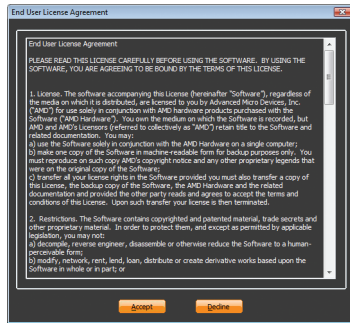 End User License Agreement
End User License Agreement
PLEASE READ THIS LICENSE CAREFULLY BEFORE USING THE SOFTWARE. BY USING THE
SOFTWARE, YOU ARE AGREEING TO BE BOUND BY THE TERMS OF THIS LICENSE.
1. License. The software accompanying this License (hereinafter "Software"), regardless of
the media on which it is distributed, are licensed to you by Advanced Micro Devices, Inc.
("AMD") for use solely in conjunction with AMD hardware products purchased with the
Software ("AMD Hardware"). You own the medium on which the Software is recorded, but
AMD and AMD's Licensors (referred to collectively as "AMD") retain title to the Software and
related documentation. You may:
a) use the Software solely in conjunction with the AMD Hardware on a single computer;
b) make one copy of the Software in machine-readable form for backup purposes only. You
must reproduce on such copy AMD's copyright notice and any other proprietary legends that
were on the original copy of the Software;
c) transfer all your license rights in the Software provided you must also transfer a copy of
this License, the backup copy of the Software, the AMD Hardware and the related
documentation and provided the other party reads and agrees to accept the terms and
conditions of this License. Upon such transfer your license is then terminated.
2. Restrictions. The Software contains copyrighted and patented material, trade secrets and
other proprietary material. In order to protect them, and except as permitted by applicable
legislation, you may not:
a) decompile, reverse engineer, disassemble or otherwise reduce the Software to a human-
perceivable form;
b) modify, network, rent, lend, loan, distribute or create derivative works based upon the
Software in whole or in part; or
Accept
Decline